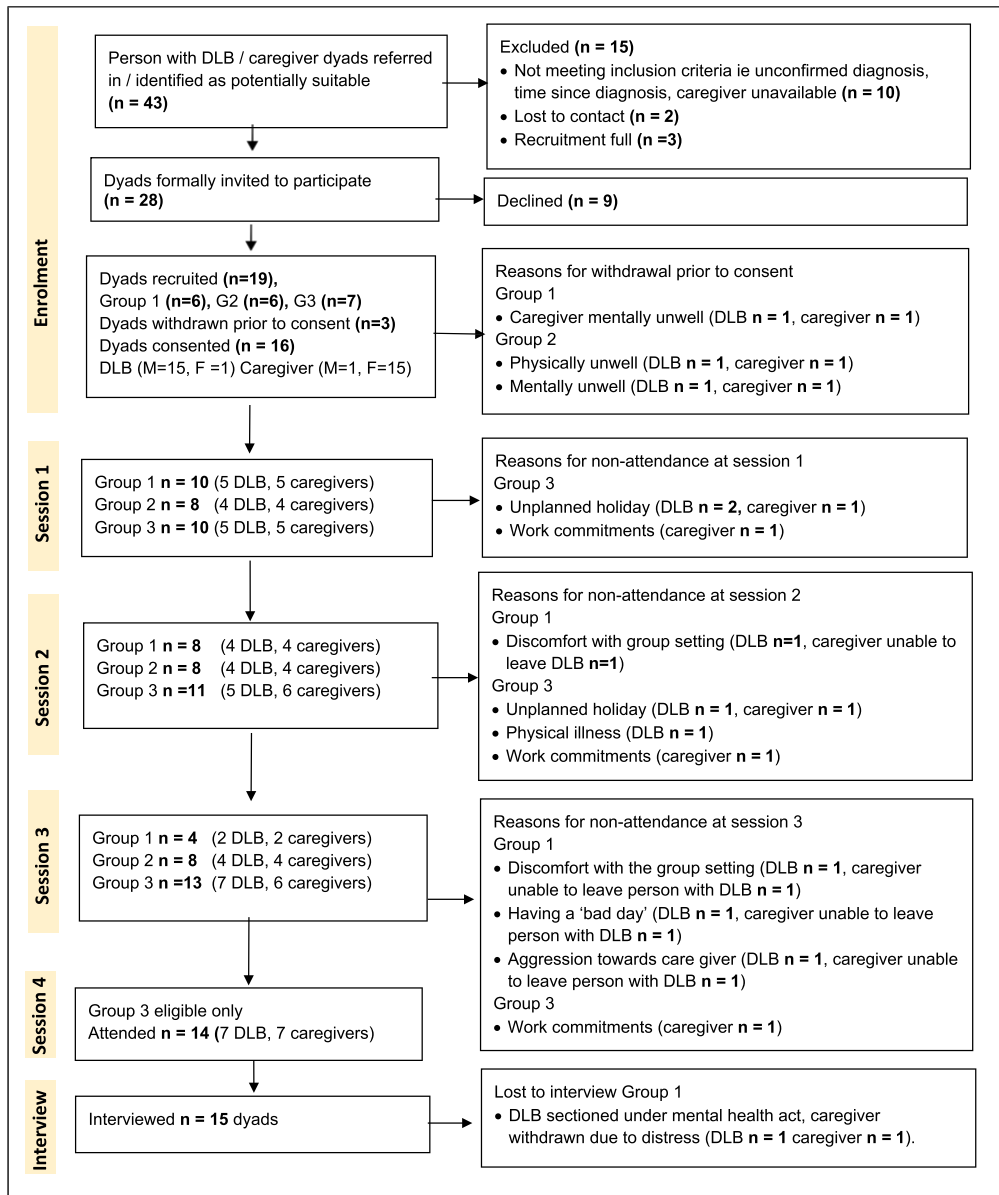 Enrolment
Person with DLB / caregiver dyads referred
in / identified as potentially suitable
(n = 43)
Excluded (n = 15)
• Not meeting inclusion criteria ie unconfirmed diagnosis,
time since diagnosis, caregiver unavailable (n = 10)
• Lost to contact (n = 2)
• Recruitment full (n =3)
Dyads formally invited to participate
(n = 28)
Declined (n = 9)
Dyads recruited (n=19),
Group 1 (n=6), G2 (n=6), G3 (n=7)
Dyads withdrawn prior to consent (n=3)
Dyads consented (n = 16)
DLB (M=15, F =1) Caregiver (M=1, F=15)
Reasons for withdrawal prior to consent
Group 1
• Caregiver mentally unwell (DLB n = 1, caregiver n = 1)
Group 2
• Physically unwell (DLB n = 1, caregiver n = 1)
• Mentally unwell (DLB n = 1, caregiver n = 1)
Session 1
Group 1 n = 10 (5 DLB, 5 caregivers)
Group 2 n = 8 (4 DLB, 4 caregivers)
Group 3 n = 10 (5 DLB, 5 caregivers)
Reasons for non-attendance at session 1
Group 3
• Unplanned holiday (DLB n = 2, caregiver n = 1)
• Work commitments (caregiver n = 1)
Session 2
Group 1 n = 8 (4 DLB, 4 caregivers)
Group 2 n = 8 (4 DLB, 4 caregivers)
Group 3 n =11 (5 DLB, 6 caregivers)
Reasons for non-attendance at session 2
Group 1
• Discomfort with group setting (DLB n=1, caregiver unable to
leave DLB n=1)
Group 3
• Unplanned holiday (DLB n = 1, caregiver n = 1)
• Physical illness (DLB n = 1)
• Work commitments (caregiver n = 1)
Session 3
Group 1 n = 4 (2 DLB, 2 caregivers)
Group 2 n = 8 (4 DLB, 4 caregivers)
Group 3 n =13 (7 DLB, 6 caregivers)
Reasons for non-attendance at session 3
Group 1
• Discomfort with the group setting (DLB n = 1, caregiver
unable to leave person with DLB n = 1)
• Having a ‘bad day’ (DLB n = 1, caregiver unable to leave
person with DLB n = 1)
• Aggression towards care giver (DLB n = 1, caregiver unable
to leave person with DLB n = 1)
Group 3
• Work commitments (caregiver n = 1)
Session 4
Group 3 eligible only
Attended n = 14 (7 DLB, 7 caregivers)
Interview
Interviewed n = 15 dyads
Lost to interview Group 1
• DLB sectioned under mental health act, caregiver
withdrawn due to distress (DLB n = 1 caregiver n = 1).